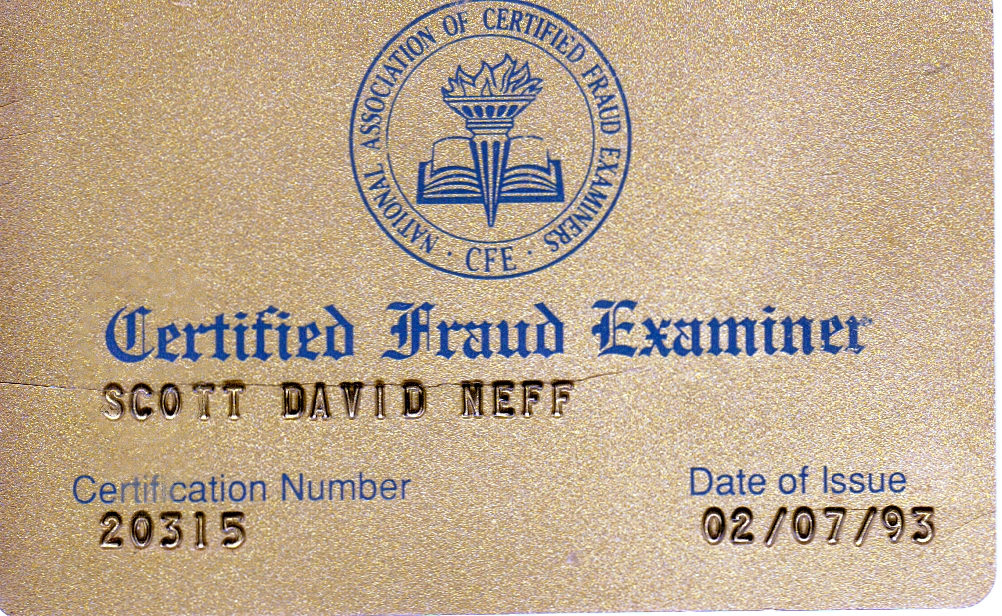 NATIONAL ASSOCIATION OF CERTIFIED FRAUD EXAMINERS
· CFE ·
Certified Fraud Examiner
SCOTT DAVID NEFF
Certification Number
20315
Date of Issue
02/07/93